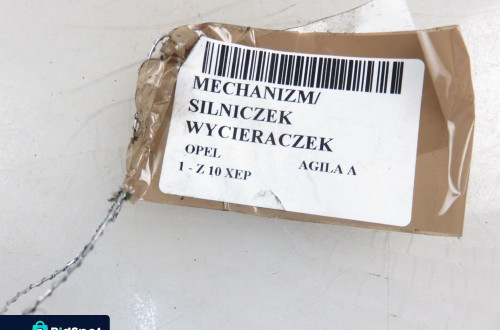 MECHANIZM/
SILNICZEK
WYCIERACZEK
OPEL AGILA A
1 - Z 10 XEP